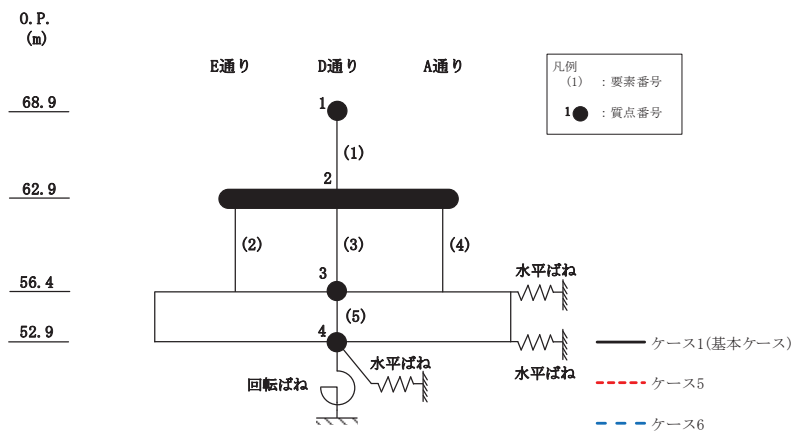 O.P.
(m)
E通り D通り A通り
凡例
(1) : 要素番号
1 : 質点番号
68.9
1
(1)
2
62.9
(2) (3) (4)
水平ばね
3
56.4
(5)
52.9
4
水平ばね
水平ばね
回転ばね
ケース1(基本ケース)
ケース5
ケース6